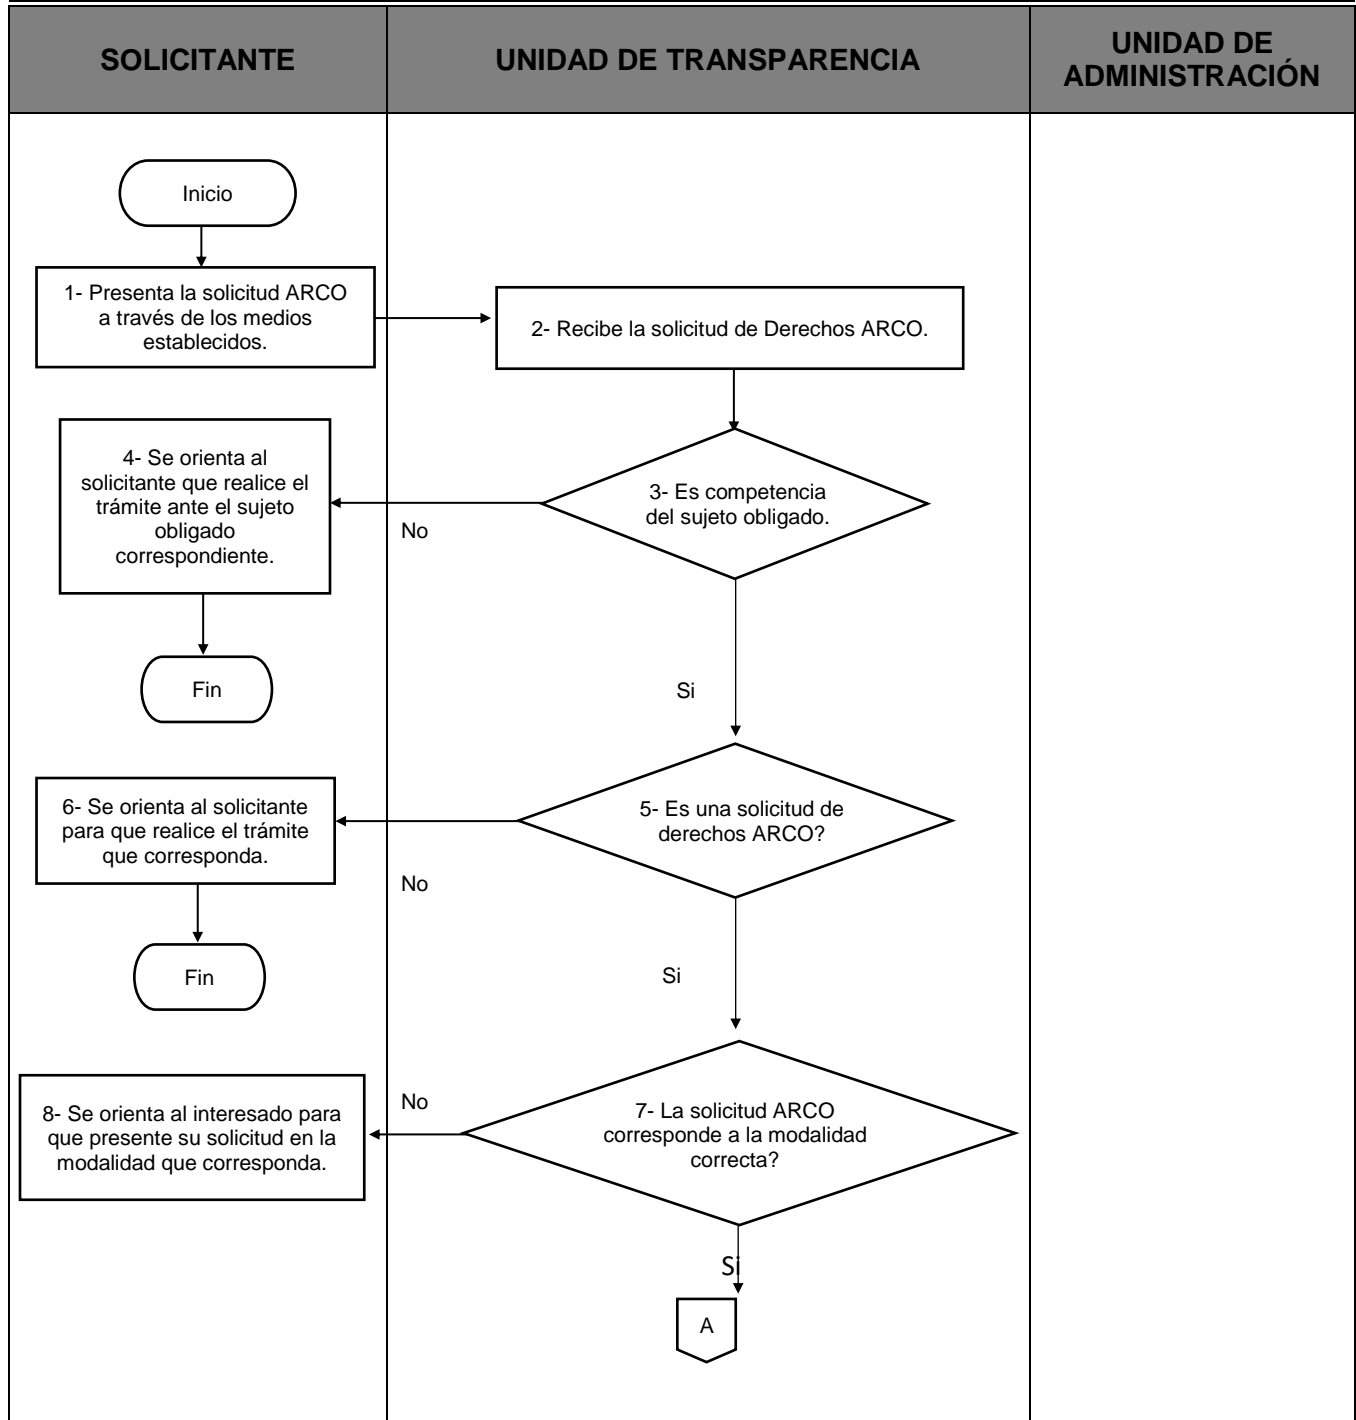 SOLICITANTE
UNIDAD DE TRANSPARENCIA
UNIDAD DE
ADMINISTRACIÓN
Inicio
1- Presenta la solicitud ARCO
a través de los medios
establecidos.
2- Recibe la solicitud de Derechos ARCO.
3- Es competencia
del sujeto obligado.
No
4- Se orienta al
solicitante que realice el
trámite ante el sujeto
obligado
correspondiente.
Fin
Si
5- Es una solicitud de
derechos ARCO?
No
6- Se orienta al solicitante
para que realice el trámite
que corresponda.
Fin
Si
7- La solicitud ARCO
corresponde a la modalidad
correcta?
No
8- Se orienta al interesado para
que presente su solicitud en la
modalidad que corresponda.
Si
A